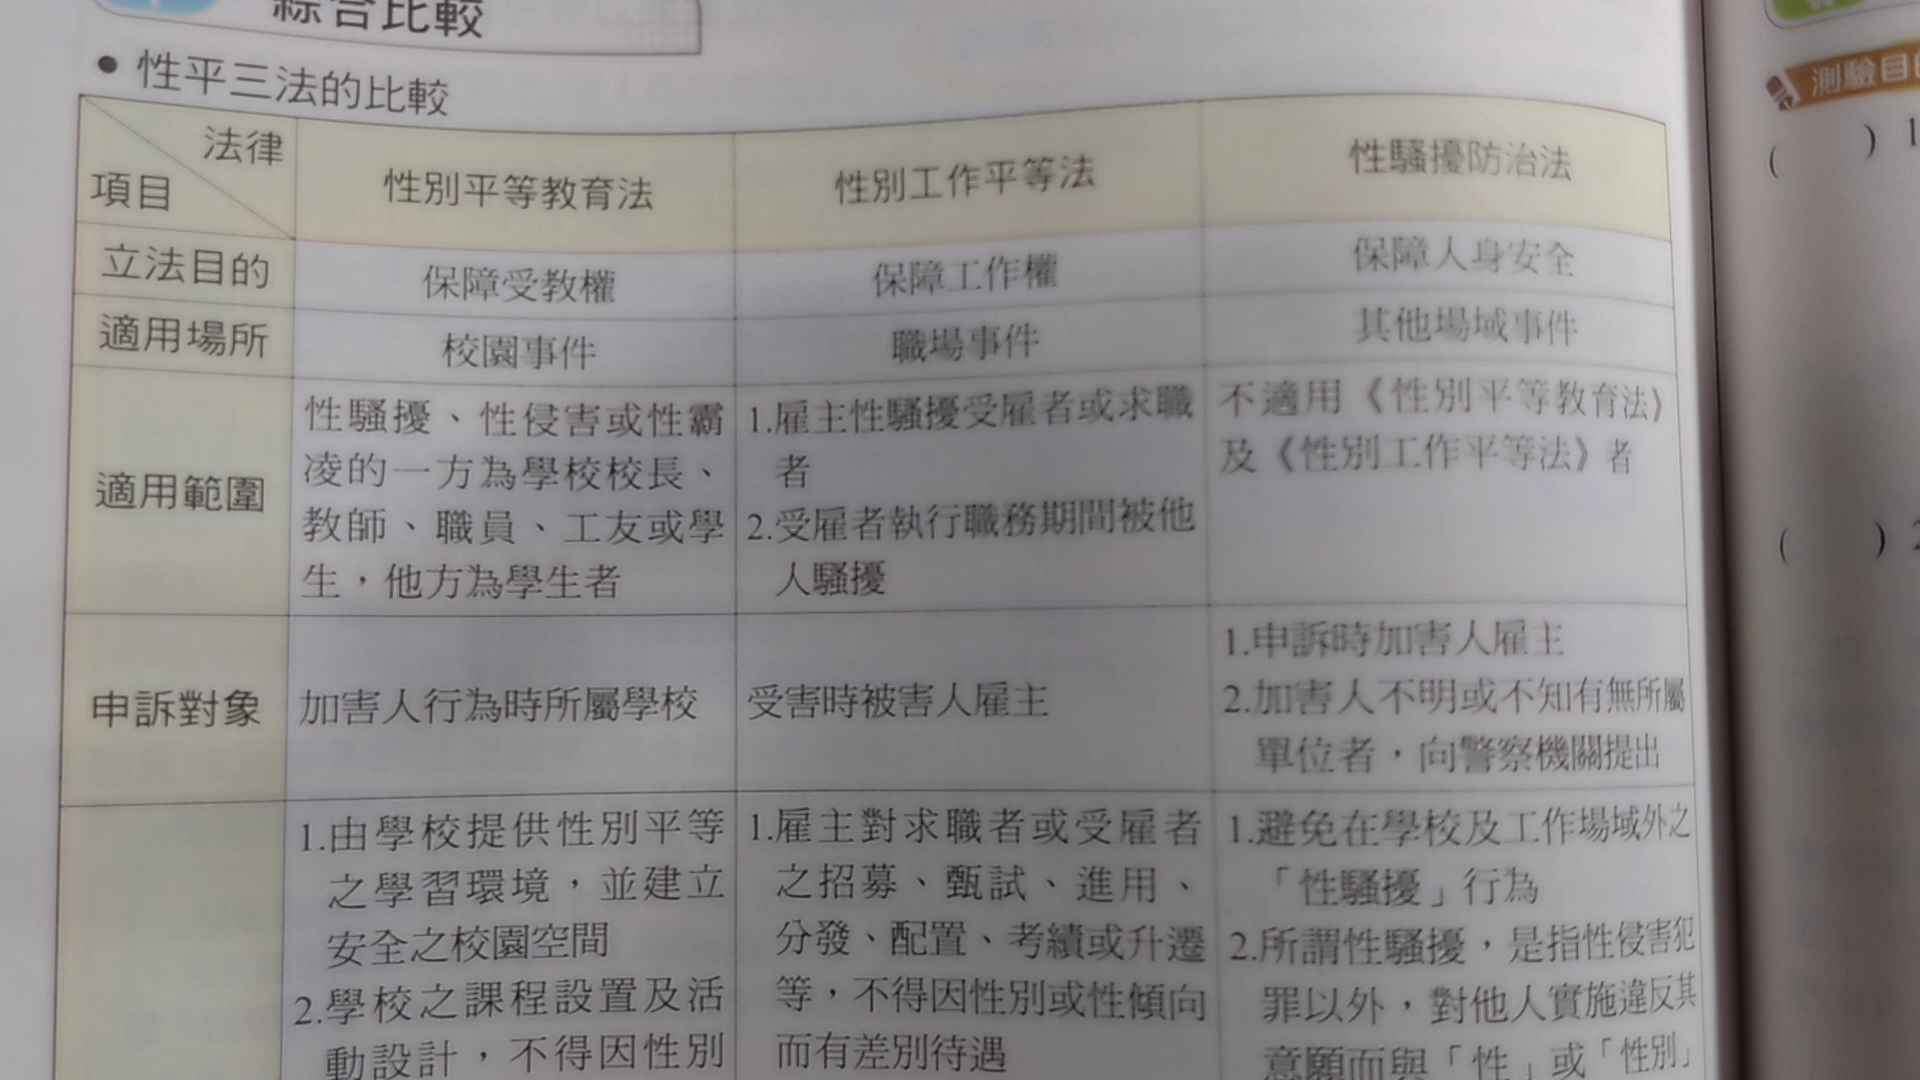 綜合比較
• 性平三法的比較
法律
項目
性別平等教育法
性別工作平等法
性騷擾防治法
立法目的
保障受教權
保障工作權
保障人身安全
適用場所
校園事件
職場事件
其他場域事件
適用範圍
性騷擾、性侵害或性霸
凌的一方為學校校長、
教師、職員、工友或學
生，他方為學生者
1.雇主性騷擾受雇者或求職
者
2.受雇者執行職務期間被他
人騷擾
不適用《性別平等教育法》
及《性別工作平等法》者
申訴對象
加害人行為時所屬學校
受害時被害人雇主
1.申訴時加害人雇主
2.加害人不明或不知有無所屬
單位者，向警察機關提出
1.由學校提供性別平等
之學習環境，並建立
安全之校園空間
2.學校之課程設置及活
動設計，不得因性別
1.雇主對求職者或受雇者
之招募、甄試、進用、
分發、配置、考績或升遷
等，不得因性別或性傾向
而有差別待遇
1.避免在學校及工作場域外之
「性騷擾」行為
2.所謂性騷擾，是指性侵害犯
罪以外，對他人實施違反其
意願而與「性」或「性別」
測驗目
( ) 1
( ) 2